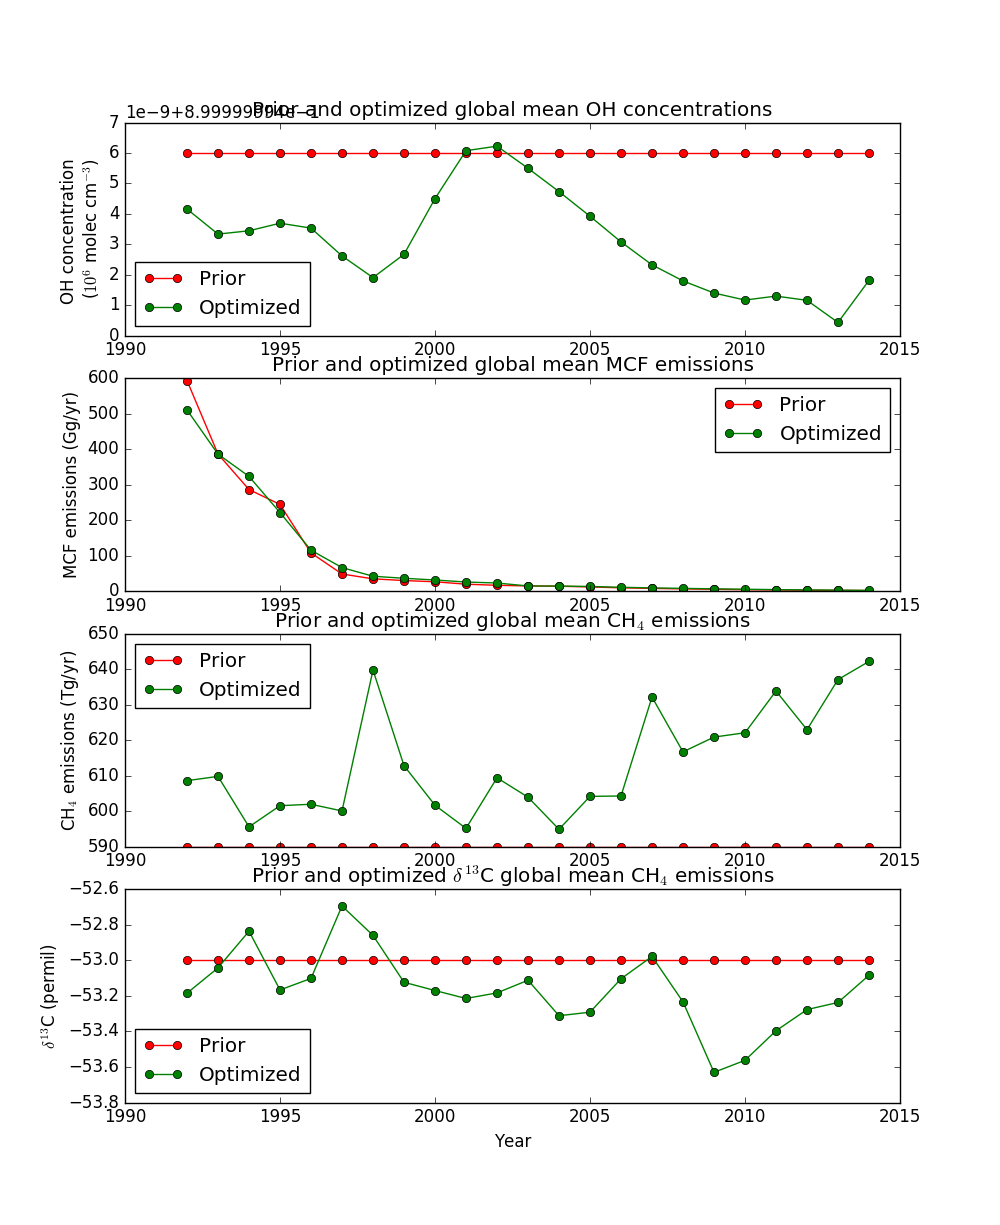 1e−9+8.999999994e−1
Prior and optimized global mean OH concentrations
7
6
5
4
3
2
1
0
OH concentration
(10⁶ molec cm⁻³)
Prior
Optimized
1990 1995 2000 2005 2010 2015
Prior and optimized global mean MCF emissions
600
500
400
300
200
100
0
MCF emissions (Gg/yr)
Prior
Optimized
1990 1995 2000 2005 2010 2015
Prior and optimized global mean CH₄ emissions
650
640
630
620
610
600
590
CH₄ emissions (Tg/yr)
Prior
Optimized
1990 1995 2000 2005 2010 2015
Prior and optimized δ¹³C global mean CH₄ emissions
−52.6
−52.8
−53.0
−53.2
−53.4
−53.6
−53.8
δ¹³C (permil)
Prior
Optimized
1990 1995 2000 2005 2010 2015
Year